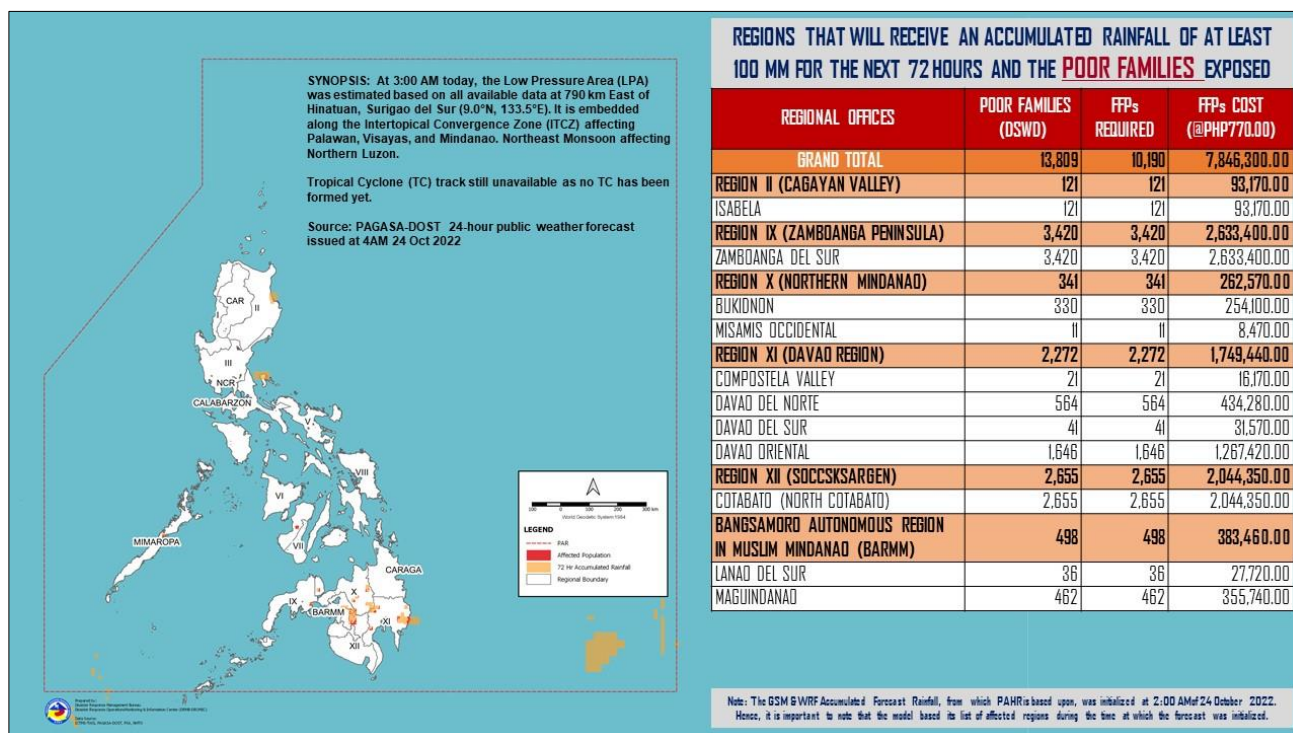 SYNOPSIS: At 3:00 AM today, the Low Pressure Area (LPA)
was estimated based on all available data at 790 km East of
Hinatuan, Surigao del Sur (9.0°N, 133.5°E). It is embedded
along the Intertopical Convergence Zone (ITCZ) affecting
Palawan, Visayas, and Mindanao. Northeast Monsoon affecting
Northern Luzon.
Tropical Cyclone (TC) track still unavailable as no TC has been
formed yet.
Source: PAGASA-DOST 24-hour public weather forecast
issued at 4AM 24 Oct 2022
CAR
II
I
III
NCR
CALABARZON
V
VIII
VI
VII
MIMAROPA
CARAGA
X
IX
BARMM
XI
XII
100 0 100 200 300 km
World Geodetic System 1984
LEGEND
PAR
Affected Population
72 Hr Accumulated Rainfall
Regional Boundary
Prepared by:
Disaster Response Management Bureau
Data Source:
REGIONS THAT WILL RECEIVE AN ACCUMULATED RAINFALL OF AT LEAST
100 MM FOR THE NEXT 72 HOURS AND THE POOR FAMILIES EXPOSED
REGIONAL OFFICES POOR FAMILIES (DSWD) FFPs REQUIRED FFPs COST (@PHP770.00)
GRAND TOTAL 13,809 10,190 7,846,300.00
REGION II (CAGAYAN VALLEY) 121 121 93,170.00
ISABELA 121 121 93,170.00
REGION IX (ZAMBOANGA PENINSULA) 3,420 3,420 2,633,400.00
ZAMBOANGA DEL SUR 3,420 3,420 2,633,400.00
REGION X (NORTHERN MINDANAO) 341 341 262,570.00
BUKIDNON 330 330 254,100.00
MISAMIS OCCIDENTAL 11 11 8,470.00
REGION XI (DAVAO REGION) 2,272 2,272 1,749,440.00
COMPOSTELA VALLEY 21 21 16,170.00
DAVAO DEL NORTE 564 564 434,280.00
DAVAO DEL SUR 41 41 31,570.00
DAVAO ORIENTAL 1,646 1,646 1,267,420.00
REGION XII (SOCCSKSARGEN) 2,655 2,655 2,044,350.00
COTABATO (NORTH COTABATO) 2,655 2,655 2,044,350.00
BANGSAMORO AUTONOMOUS REGION
IN MUSLIM MINDANAO (BARMM) 498 498 383,460.00
LANAO DEL SUR 36 36 27,720.00
MAGUINDANAO 462 462 355,740.00
Note: The GSM & WRF Accumulated Forecast Rainfall, from which PAHR is based upon, was initialized at 2:00 AM of 24 October 2022.
Hence, it is important to note that the model based its list of affected regions during the time at which the forecast was initialized.